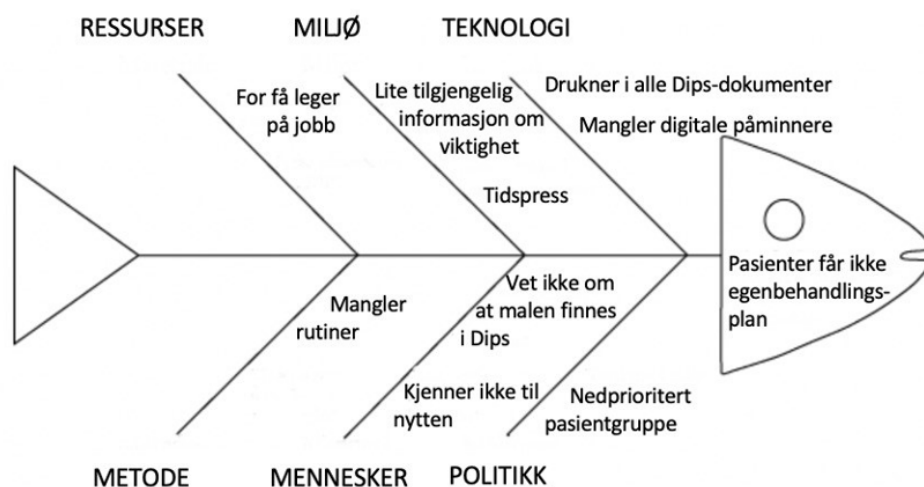 RESSURSER
MILJØ
TEKNOLOGI
For få leger
på jobb
Lite tilgjengelig
informasjon om
viktighet
Tidspress
Drukner i alle Dips-dokumenter
Mangler digitale påminnere
Pasienter får ikke
egenbehandlings-
plan
Mangler
rutiner
Vet ikke om
at malen finnes
i Dips
Kjenner ikke til
nytten
Nedprioritert
pasientgruppe
METODE
MENNESKER
POLITIKK